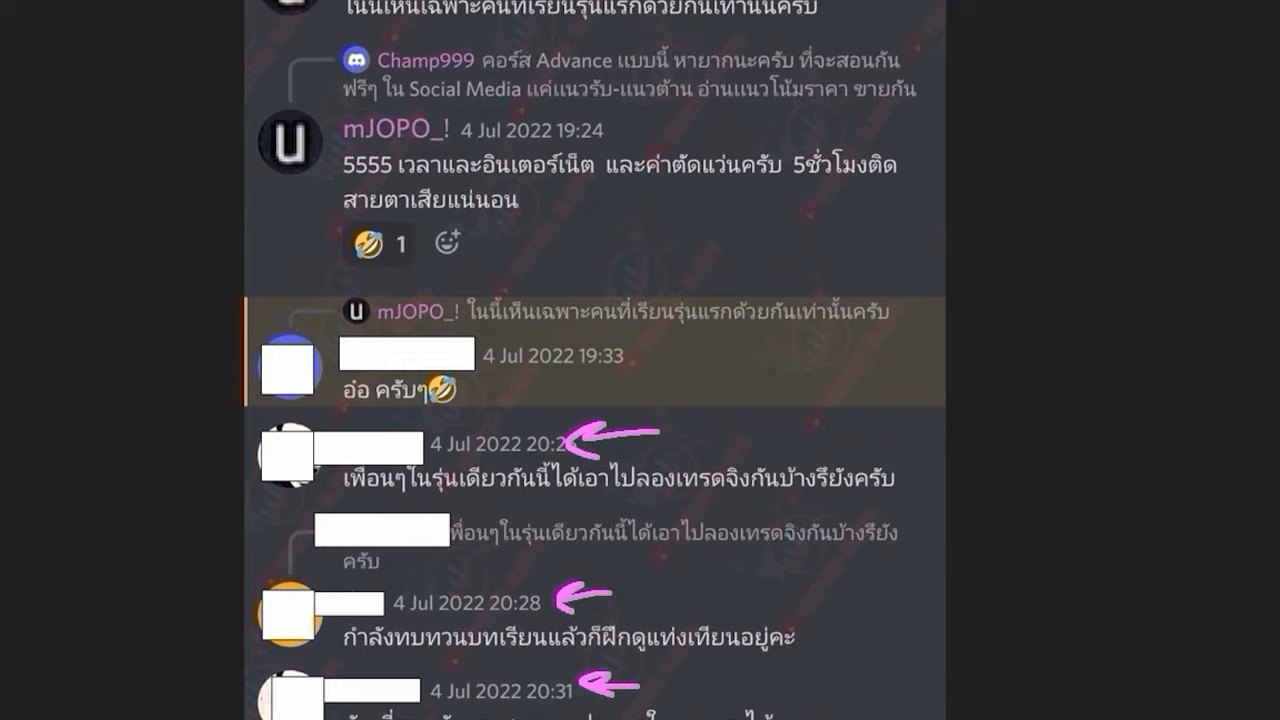 ในนี้เห็นเฉพาะคนที่เรียนรุ่นแรกด้วยกันเท่านั้นครับ
Champ999 คอร์ส Advance แบบนี้ หายากนะครับ ที่จะสอนกัน
ฟรีๆ ใน Social Media แค่แนวรับ-แนวต้าน อ่านแนวโน้มราคา ขายกัน
mJOPO_! 4 Jul 2022 19:24
5555 เวลาและอินเตอร์เน็ต และค่าตัดแว่นครับ 5ชั่วโมงติด
สายตาเสียแน่นอน
🤣 1
mJOPO_! ในนี้เห็นเฉพาะคนที่เรียนรุ่นแรกด้วยกันเท่านั้นครับ
4 Jul 2022 19:33
อ๋อ ครับๆ🤣
4 Jul 2022
เพื่อนๆในรุ่นเดียวกันนี้ได้เอาไปลองเทรดจิงกันบ้างรึยังครับ
พื่อนๆในรุ่นเดียวกันนี้ได้เอาไปลองเทรดจิงกันบ้างรึยัง
ครับ
4 Jul 2022 20:28
กำลังทบทวนบทเรียนแล้วก็ฝึกดูแท่งเทียนอยู่คะ
4 Jul 2022 20:31